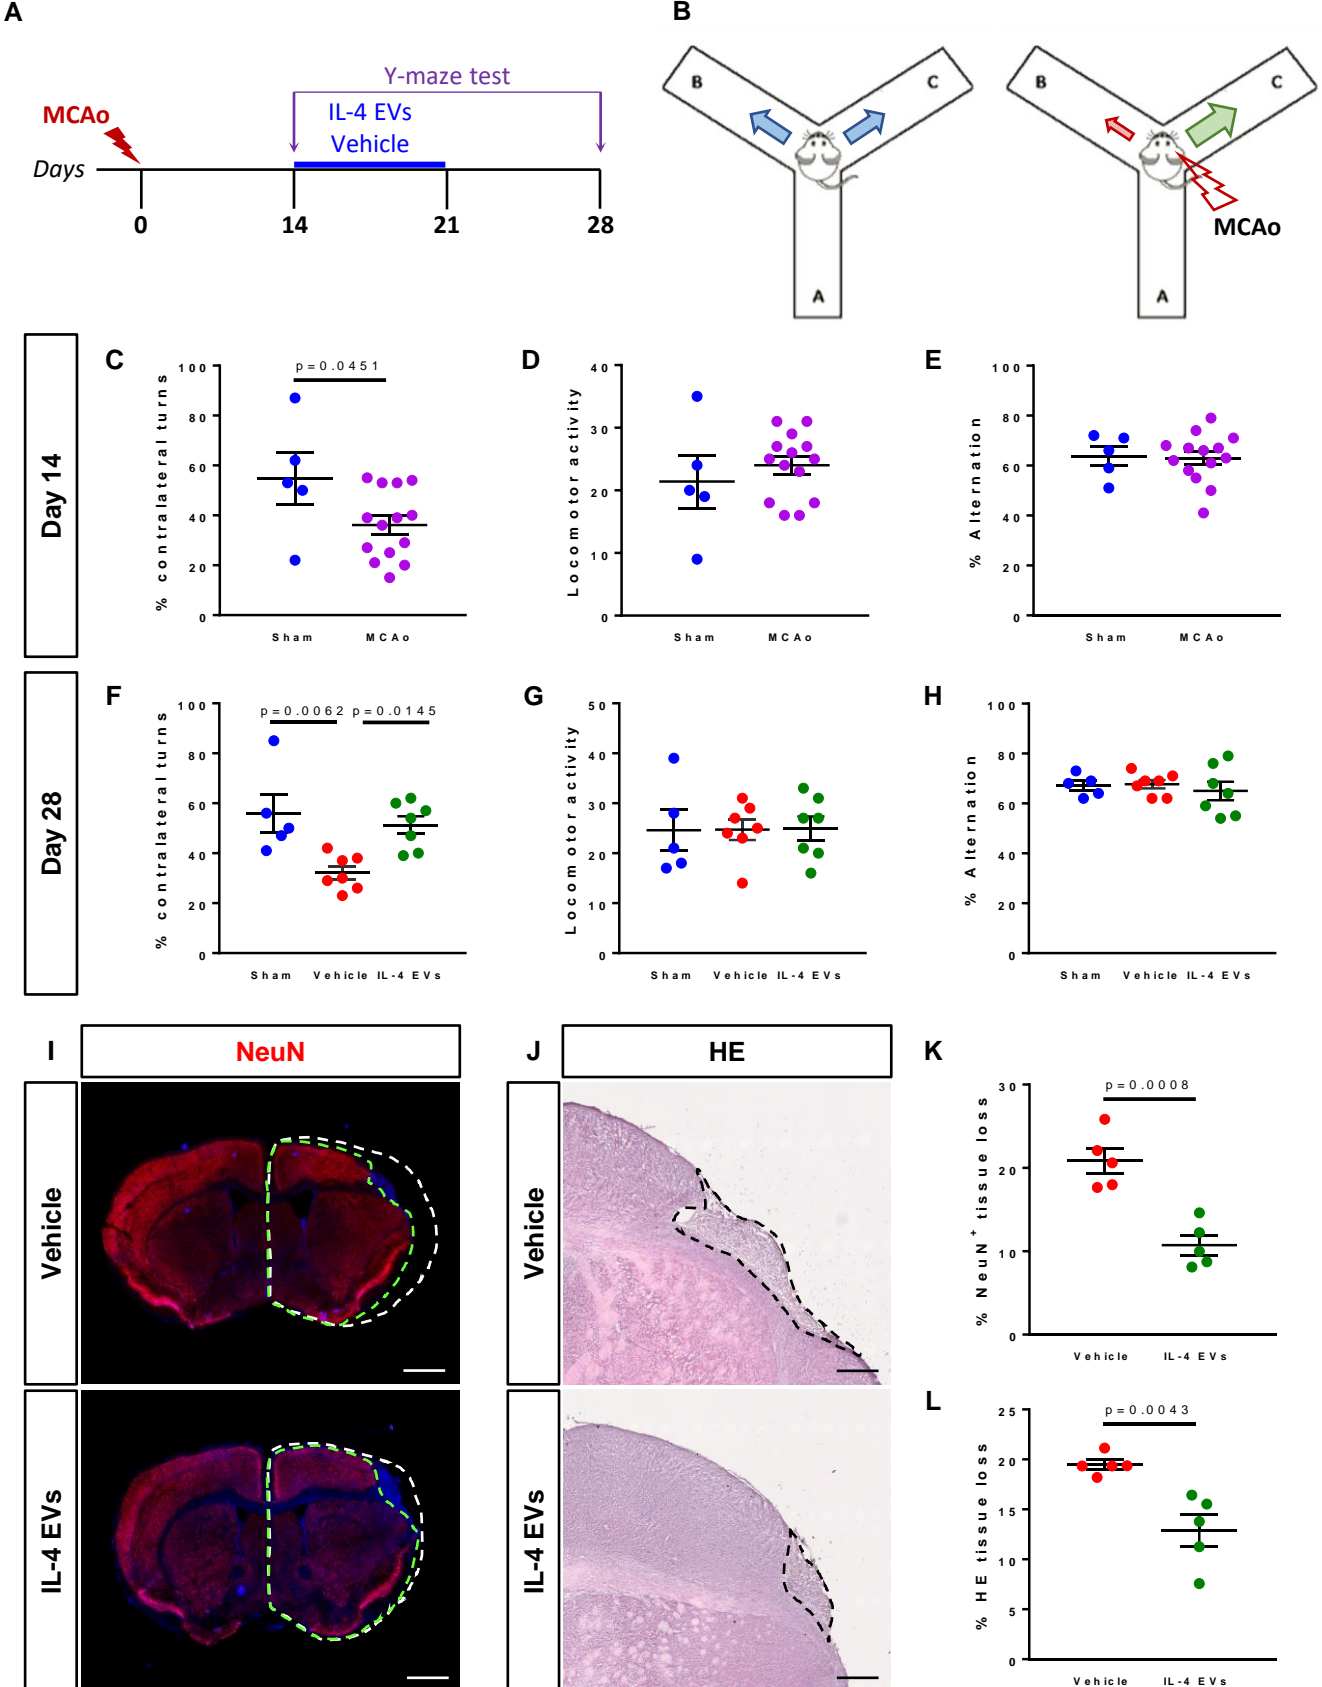 A
Y-maze test
MCAo
IL-4 EVs
Vehicle
Days
0
14
21
28
B
B
C
A
B
C
MCAo
A
Day 14
C
% contralateral turns
100
80
60
40
20
0
p=0.0451
Sham
MCAo
D
Locomotor activity
40
30
20
10
0
Sham
MCAo
E
% Alternation
100
80
60
40
20
0
Sham
MCAo
Day 28
F
% contralateral turns
100
80
60
40
20
0
p=0.0062
p=0.0145
Sham
Vehicle
IL-4 EVs
G
Locomotor activity
50
40
30
20
10
0
Sham
Vehicle
IL-4 EVs
H
% Alternation
100
80
60
40
20
0
Sham
Vehicle
IL-4 EVs
I
NeuN
Vehicle
IL-4 EVs
J
HE
Vehicle
IL-4 EVs
K
% NeuN+ tissue loss
30
20
10
0
p=0.0008
Vehicle
IL-4 EVs
L
% HE tissue loss
25
20
15
10
5
0
p=0.0043
Vehicle
IL-4 EVs